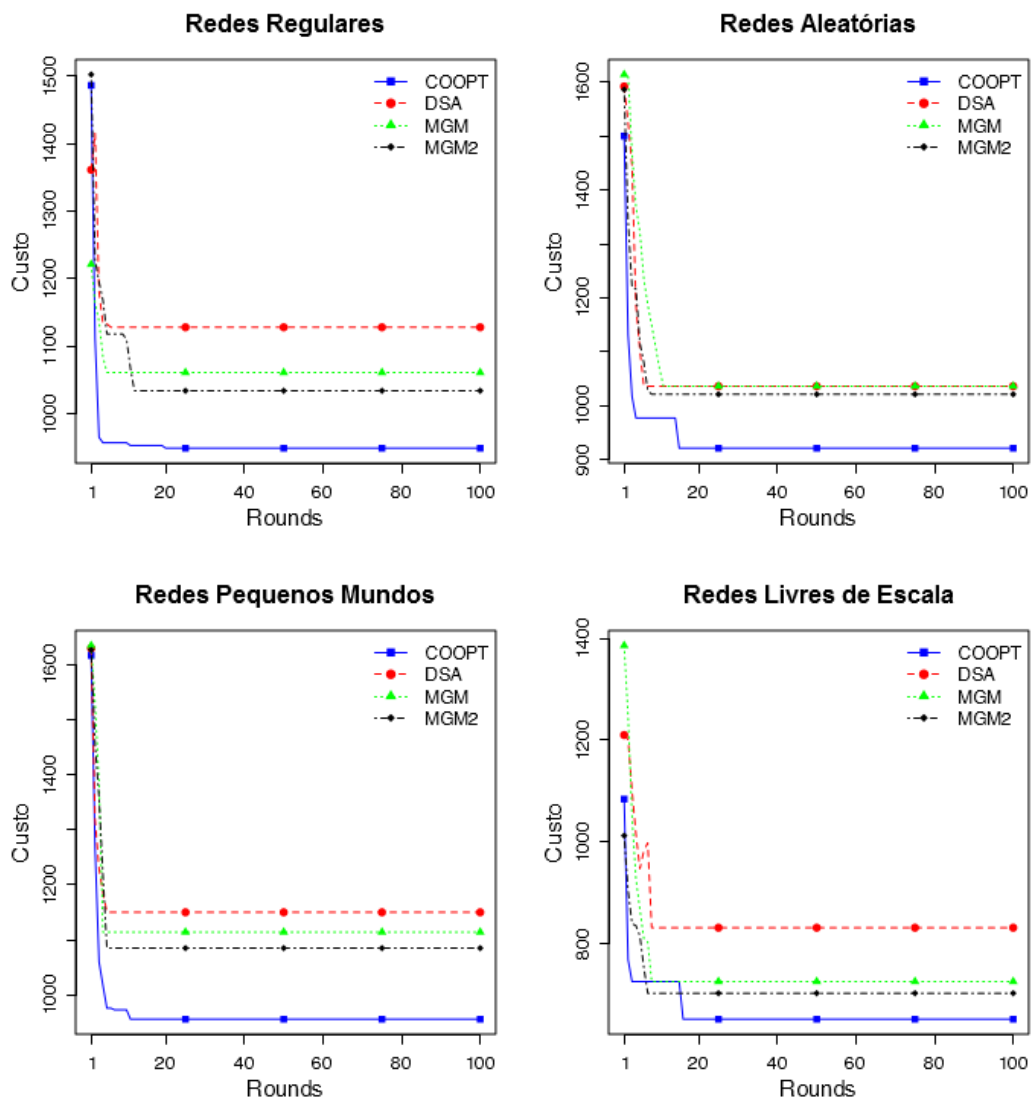 Redes Regulares
Custo
1500
1400
1300
1200
1100
1000
COOPT
DSA
MGM
MGM2
1
20
40
60
80
100
Rounds
Redes Aleatórias
Custo
1600
1400
1200
1000
900
COOPT
DSA
MGM
MGM2
1
20
40
60
80
100
Rounds
Redes Pequenos Mundos
Custo
1600
1400
1200
1000
COOPT
DSA
MGM
MGM2
1
20
40
60
80
100
Rounds
Redes Livres de Escala
Custo
1400
1200
1000
800
COOPT
DSA
MGM
MGM2
1
20
40
60
80
100
Rounds